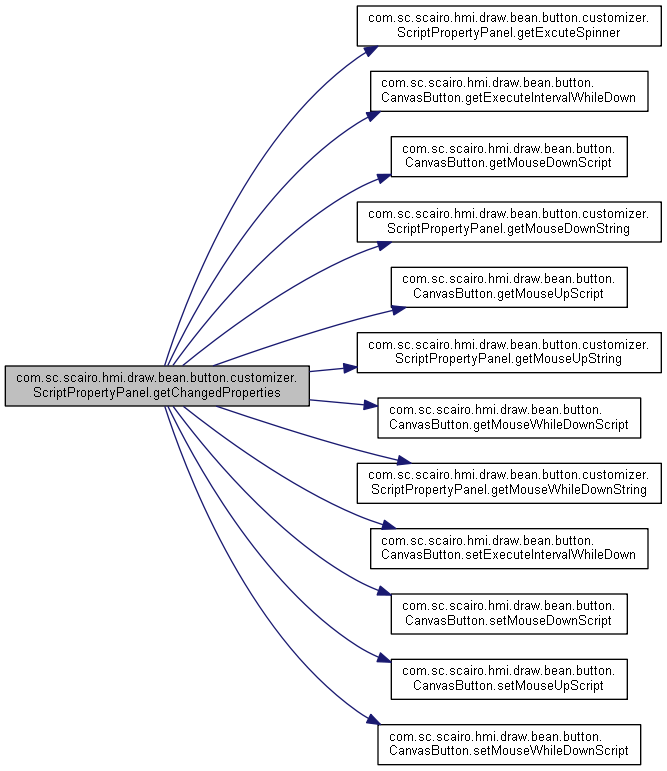 com.sc.scairo.hmi.draw.bean.button.customizer.
ScriptPropertyPanel.getExcuteSpinner
com.sc.scairo.hmi.draw.bean.button.
CanvasButton.getExecuteIntervalWhileDown
com.sc.scairo.hmi.draw.bean.button.
CanvasButton.getMouseDownScript
com.sc.scairo.hmi.draw.bean.button.customizer.
ScriptPropertyPanel.getMouseDownString
com.sc.scairo.hmi.draw.bean.button.
CanvasButton.getMouseUpScript
com.sc.scairo.hmi.draw.bean.button.customizer.
ScriptPropertyPanel.getMouseUpString
com.sc.scairo.hmi.draw.bean.button.customizer.
ScriptPropertyPanel.getChangedProperties
com.sc.scairo.hmi.draw.bean.button.
CanvasButton.getMouseWhileDownScript
com.sc.scairo.hmi.draw.bean.button.customizer.
ScriptPropertyPanel.getMouseWhileDownString
com.sc.scairo.hmi.draw.bean.button.
CanvasButton.setExecuteIntervalWhileDown
com.sc.scairo.hmi.draw.bean.button.
CanvasButton.setMouseDownScript
com.sc.scairo.hmi.draw.bean.button.
CanvasButton.setMouseUpScript
com.sc.scairo.hmi.draw.bean.button.
CanvasButton.setMouseWhileDownScript